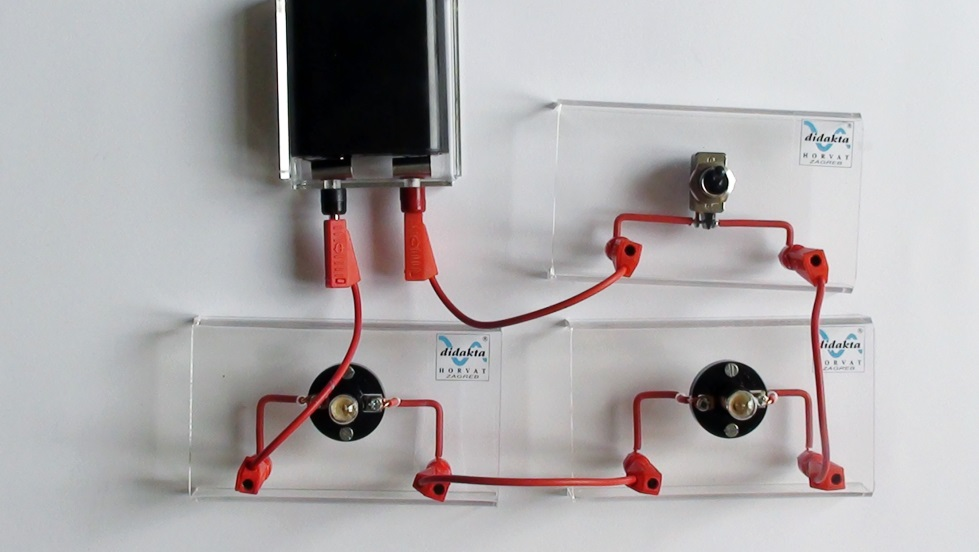 didakta
HORVAT
ZAGREB
didakta
HORVAT
ZAGREB
didakta
HORVAT
ZAGREB